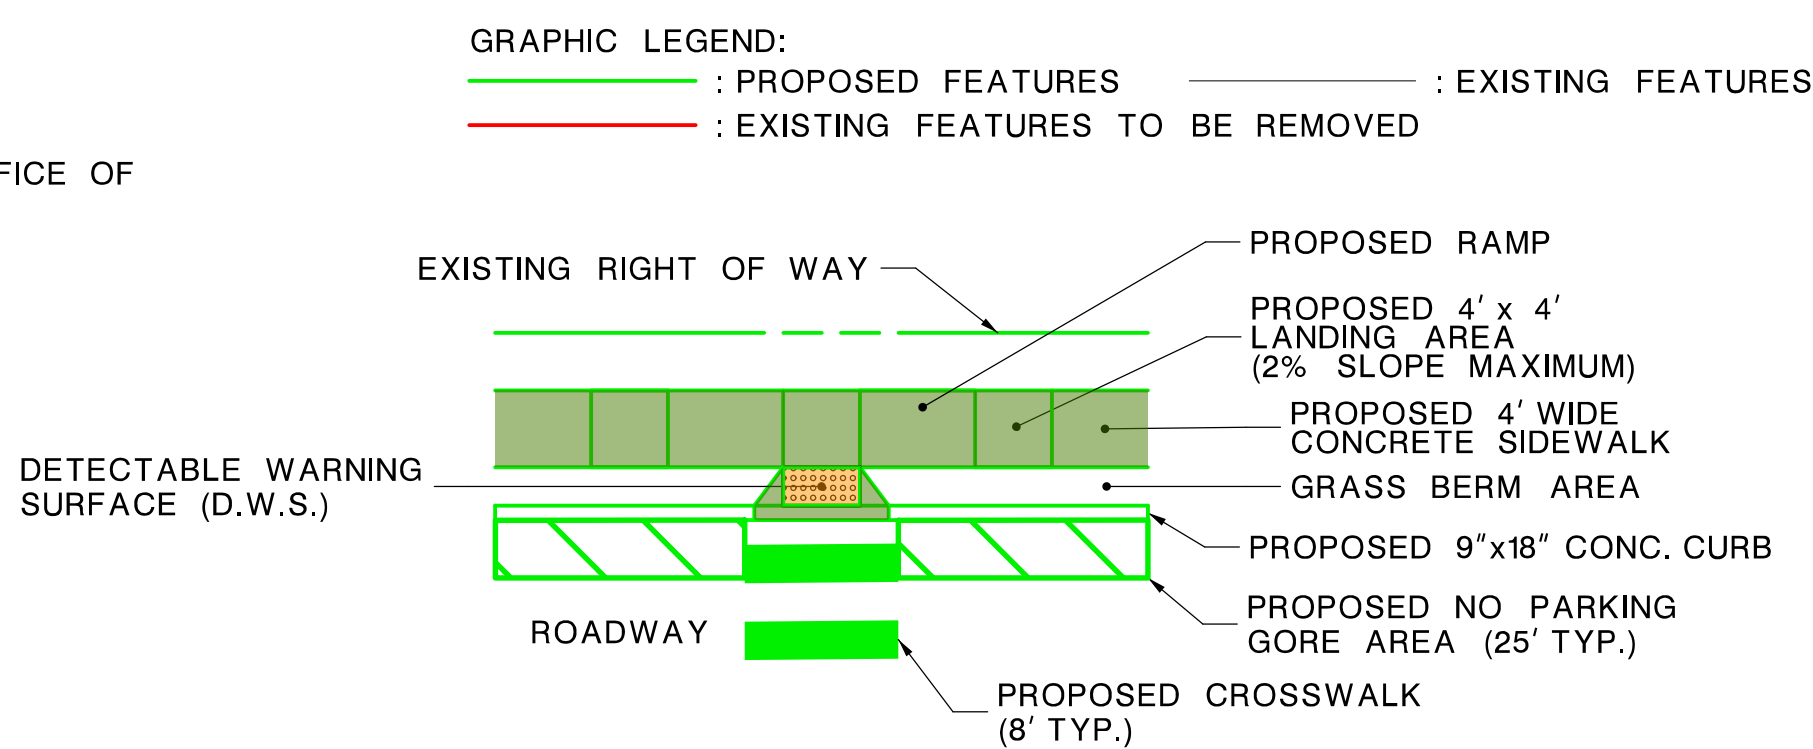 GRAPHIC LEGEND:
: PROPOSED FEATURES
: EXISTING FEATURES
: EXISTING FEATURES TO BE REMOVED
OF
EXISTING RIGHT OF WAY
PROPOSED RAMP
PROPOSED 4' x 4'
LANDING AREA
(2% SLOPE MAXIMUM)
PROPOSED 4' WIDE
CONCRETE SIDEWALK
DETECTABLE WARNING
SURFACE (D.W.S.)
GRASS BERM AREA
PROPOSED 9"x18" CONC. CURB
PROPOSED NO PARKING
GORE AREA (25' TYP.)
ROADWAY
PROPOSED CROSSWALK
(8' TYP.)